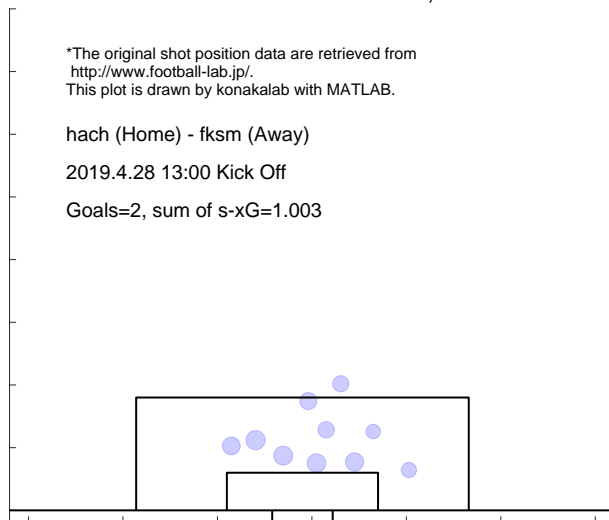 *The original shot position data are retrieved from
http://www.football-lab.jp/.
This plot is drawn by konakalab with MATLAB.
hach (Home) - fksm (Away)
2019.4.28 13:00 Kick Off
Goals=2, sum of s-xG=1.003